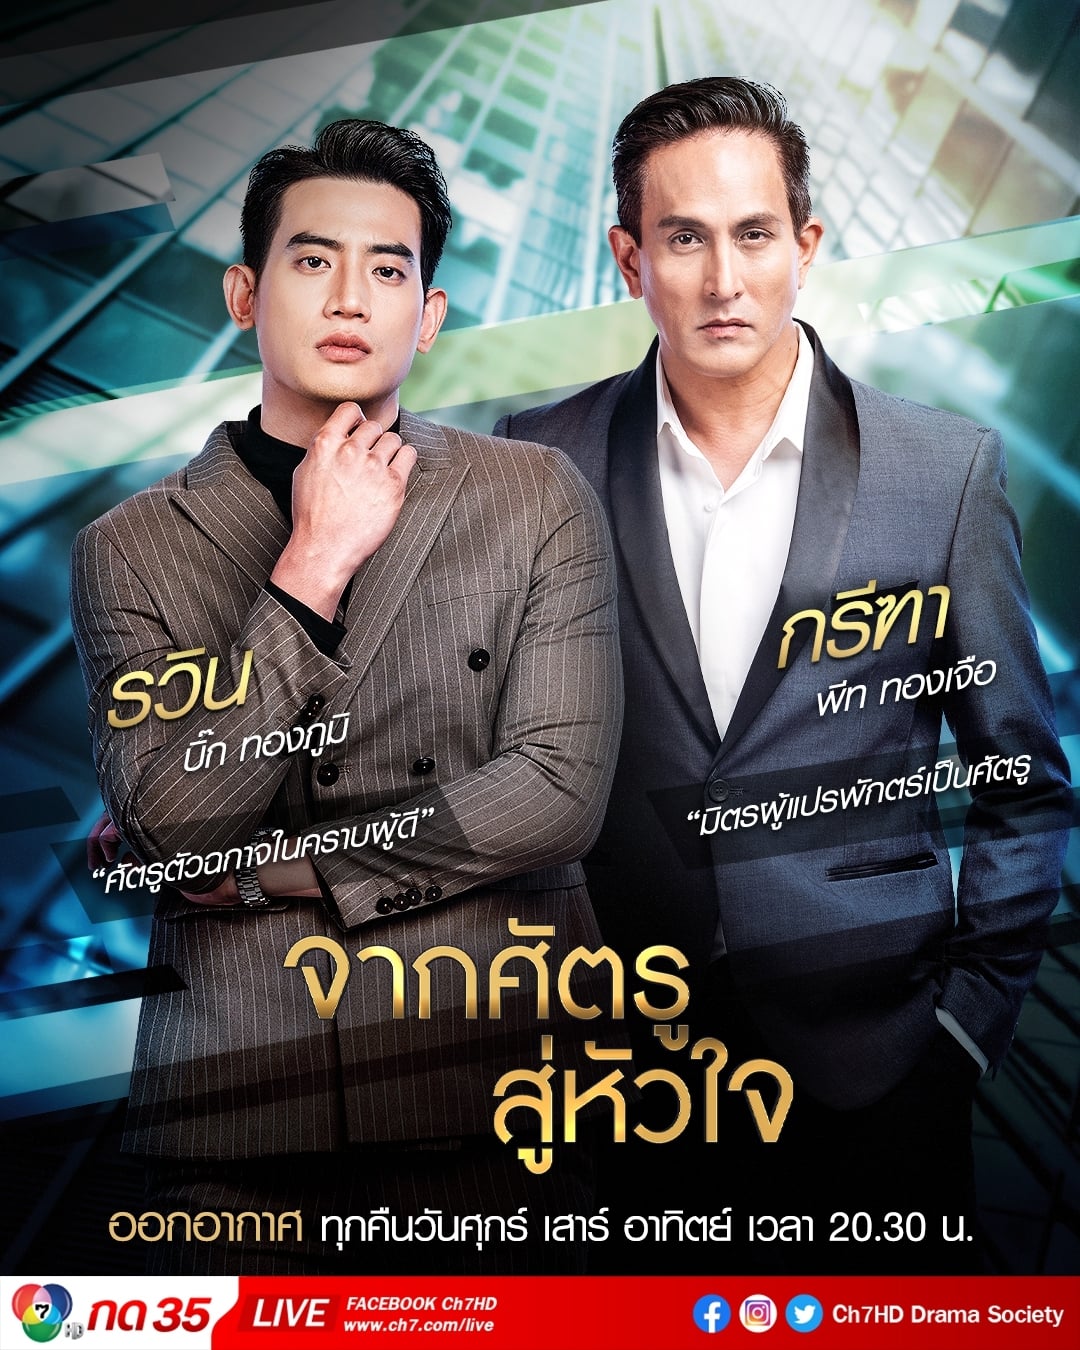 รวิน
บิ๊ก ทองภูมิ
“ศัตรูตัวฉกาจในคราบผู้ดี”
กรีฑา
พีท ทองเจือ
“มิตรผู้แปรพักตร์เป็นศัตรู
จากศัตรู
สู่หัวใจ
ออกอากาศ ทุกคืนวันศุกร์ เสาร์ อาทิตย์ เวลา 20.30 น.
7 HD กด 35
LIVE
FACEBOOK Ch7HD
www.ch7.com/live
Ch7HD Drama Society